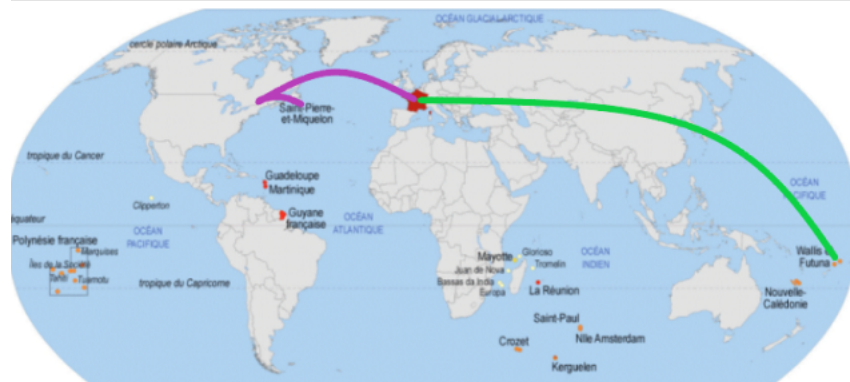 OCÉAN GLACIAL ARCTIQUE
cercle polaire Arctique
Saint-Pierre-
et-Miquelon
tropique du Cancer
Guadeloupe
Martinique
Clipperton
Guyane
française
équateur
OCÉAN
PACIFIQUE
OCÉAN
ATLANTIQUE
OCÉAN
PACIFIQUE
Polynésie française
Marquises
Îles de la Société
Tahiti
Tuamotu
tropique du Capricorne
Mayotte
Glorioso
Tromelin
Juan de Nova
Bassas da India
Europa
OCÉAN
INDIEN
La Réunion
Wallis &
Futuna
Nouvelle-
Calédonie
Saint-Paul
Nlle Amsterdam
Crozet
Kerguelen